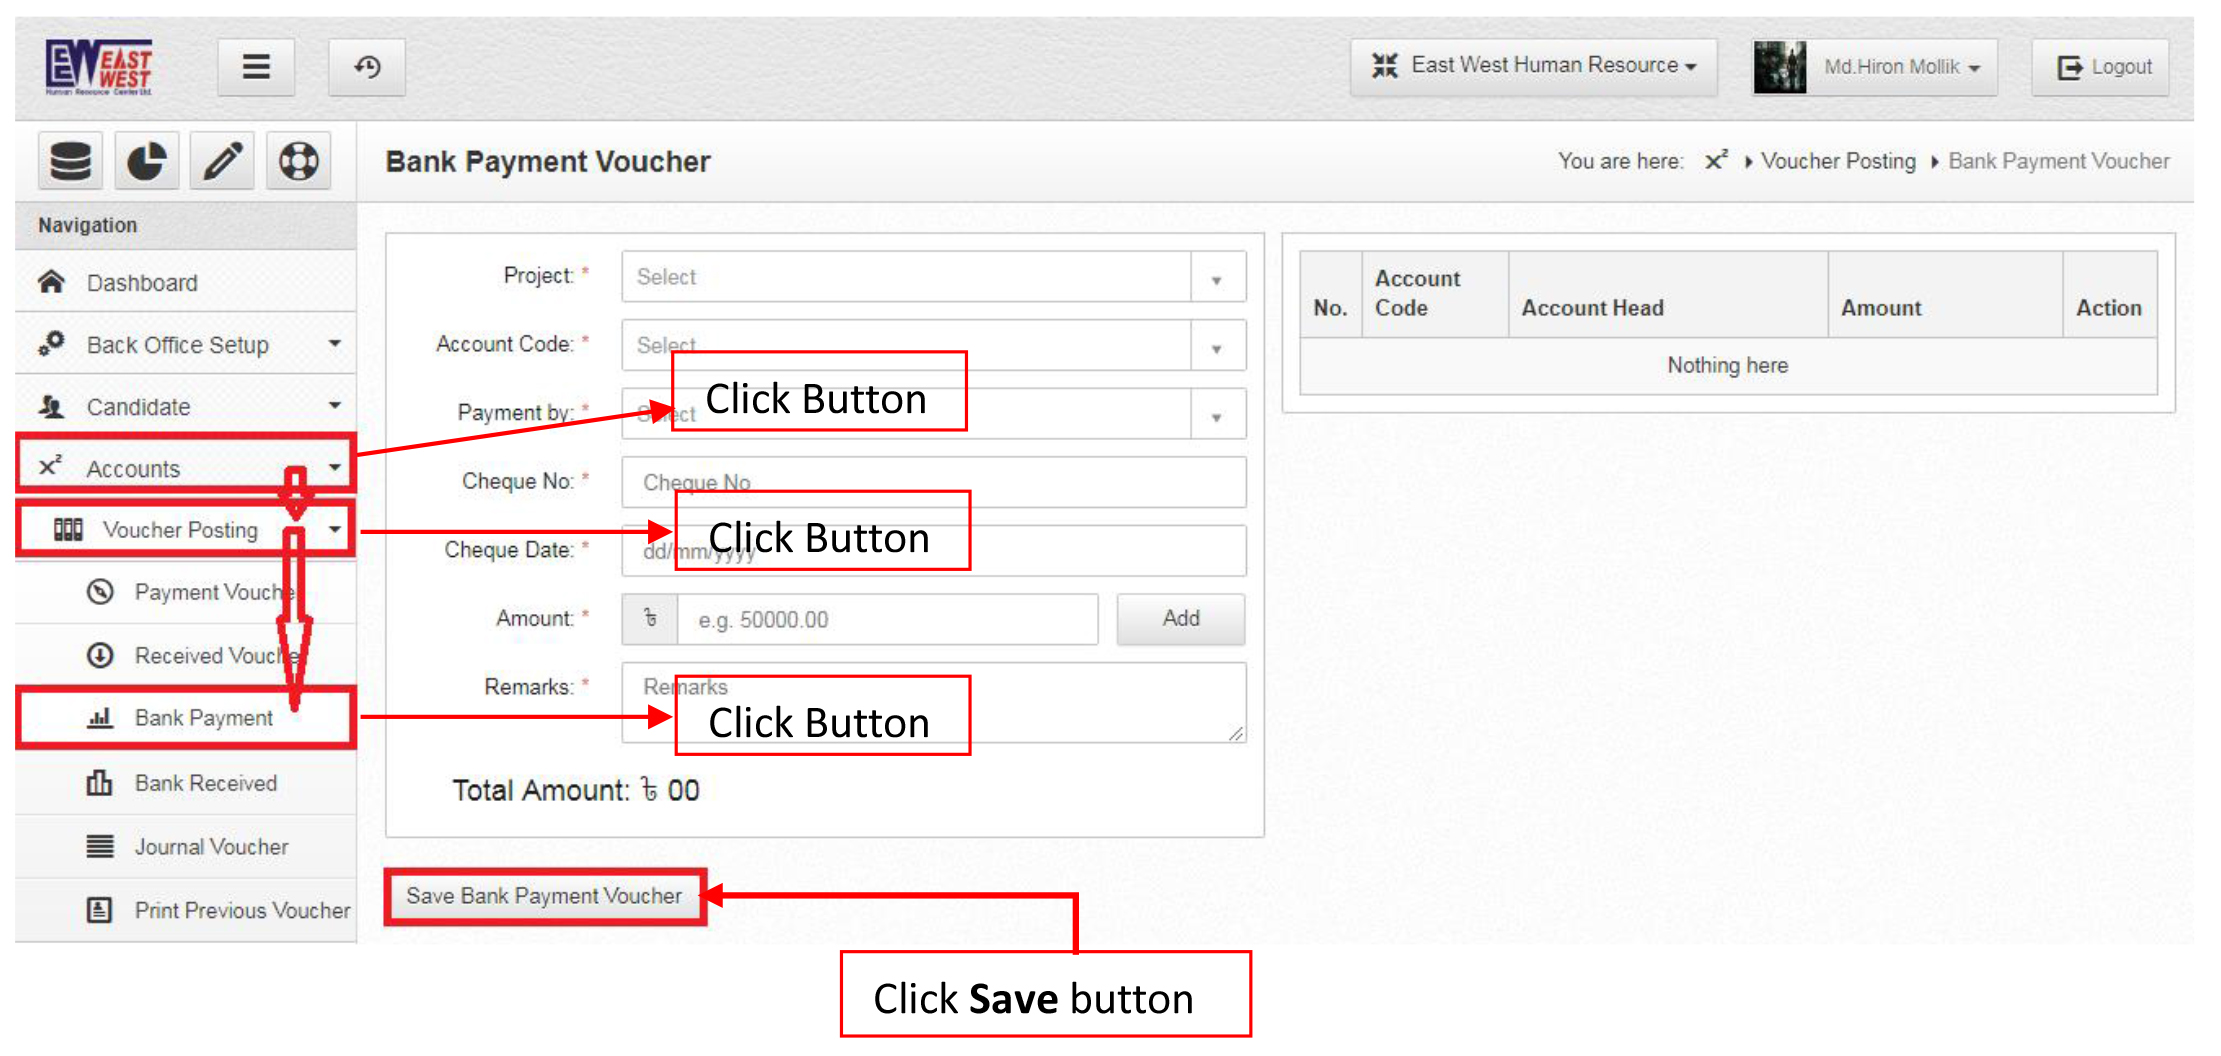 EW EAST
WEST
Human Resource Center Ltd.
East West Human Resource
Md.Hiron Mollik
Logout
Bank Payment Voucher
You are here: x² Voucher Posting Bank Payment Voucher
Navigation
Dashboard
Back Office Setup
Candidate
x² Accounts
Voucher Posting
Payment Voucher
Received Voucher
Bank Payment
Bank Received
Journal Voucher
Print Previous Voucher
Project: * Select
Account Code: * Select
Payment by: * Select
Cheque No: * Cheque No
Cheque Date: * dd/mm/yyyy
Amount: * ৳ e.g. 50000.00 Add
Remarks: * Remarks
Total Amount: ৳ 00
Save Bank Payment Voucher
No. Account Code Account Head Amount Action
Nothing here
Click Button
Click Button
Click Button
Click Save button